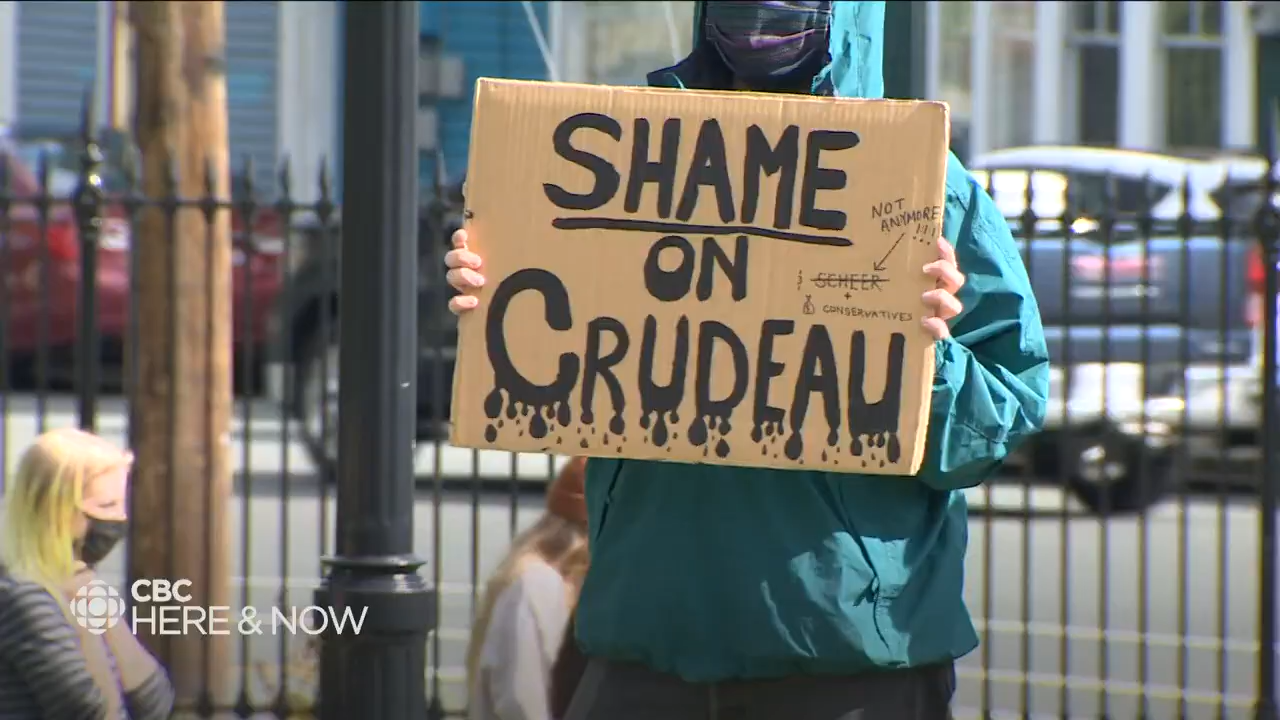 SHAME
ON
CRUDEAU
NOT
ANYMORE
!!!
SCHEER
+
CONSERVATIVES
CBC
HERE & NOW